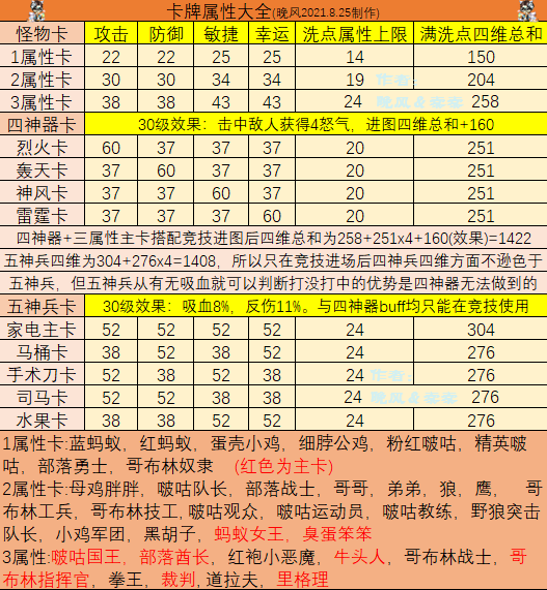 卡牌属性大全(晚风2021.8.25制作)
怪物卡 攻击 防御 敏捷 幸运 洗点属性上限 满洗点四维总和
1属性卡 22 22 25 25 14 150
2属性卡 30 30 34 34 19 作者: 204
3属性卡 38 38 43 43 24 晚风 258
四神器卡 30级效果：击中敌人获得4怒气，进图四维总和+160
烈火卡 60 37 37 37 20 251
轰天卡 37 60 37 37 20 251
神风卡 37 37 60 37 20 251
雷霆卡 37 37 37 60 20 251
四神器+三属性主卡搭配竞技进图后四维总和为258+251x4+160(效果)=1422
五神兵四维为304+276x4=1408，所以只在竞技进场后四神兵四维方面不逊色于
五神兵，但五神兵从有无吸血就可以判断打没打中的优势是四神器无法做到的
五神兵卡 30级效果：吸血8%，反伤11%。与四神器buff均只能在竞技使用
家电主卡 52 52 52 52 24 304
马桶卡 38 52 38 52 24 276
手术刀卡 52 38 52 38 24 作者: 276
司马卡 52 52 38 38 24 晚风 276
水果卡 38 38 52 52 24 276
1属性卡:蓝蚂蚁，红蚂蚁，蛋壳小鸡，细脖公鸡，粉红啵咕，精英啵
咕，部落勇士，哥布林奴隶 (红色为主卡)
2属性卡:母鸡胖胖，啵咕队长，部落战士，哥哥，弟弟，狼，鹰， 哥
布林工兵，哥布林技工,啵咕观众，啵咕运动员，啵咕教练，野狼突击
队长，小鸡军团，黑胡子，蚂蚁女王，臭蛋笨笨
3属性:啵咕国王，部落酋长，红袍小恶魔，牛头人，哥布林战士，哥
布林指挥官，拳王，裁判,道拉夫，里格理